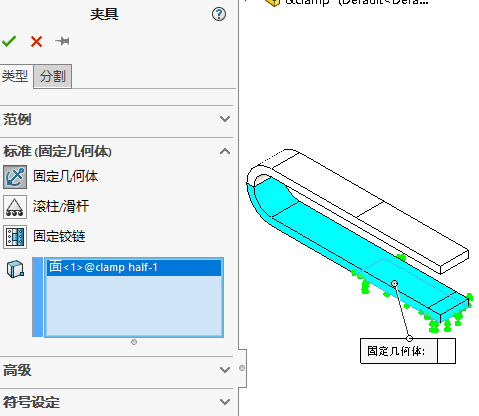 夹具
类型
分割
范例
标准 (固定几何体)
固定几何体
滚柱/滑杆
固定铰链
面<1>@clamp half-1
高级
符号设定
&clamp (Default<Defa...
固定几何体: